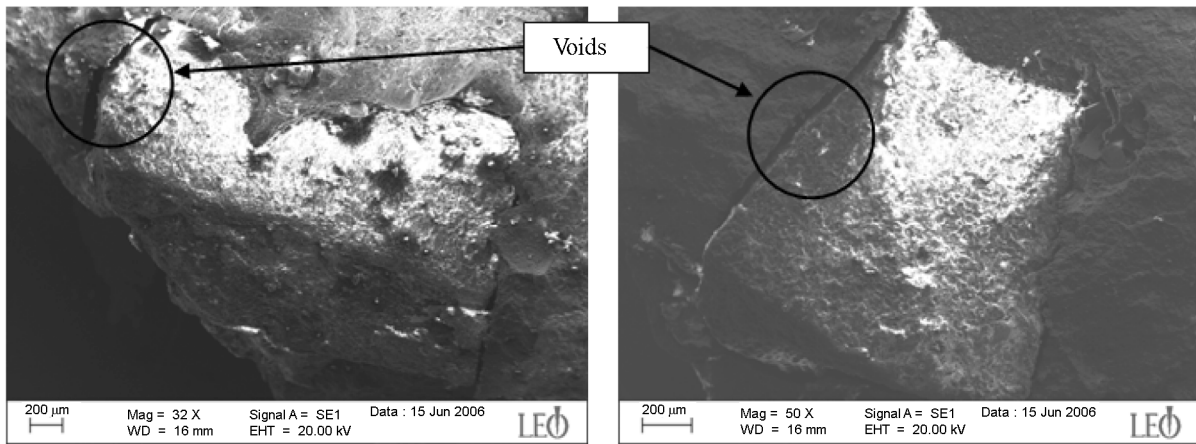 Voids
200 μm
Mag = 32 X
Signal A = SE1
Data : 15 Jun 2006
WD = 16 mm
EHT = 20.00 kV
LEO
200 μm
Mag = 50 X
Signal A = SE1
Data : 15 Jun 2006
WD = 16 mm
EHT = 20.00 kV
LEO